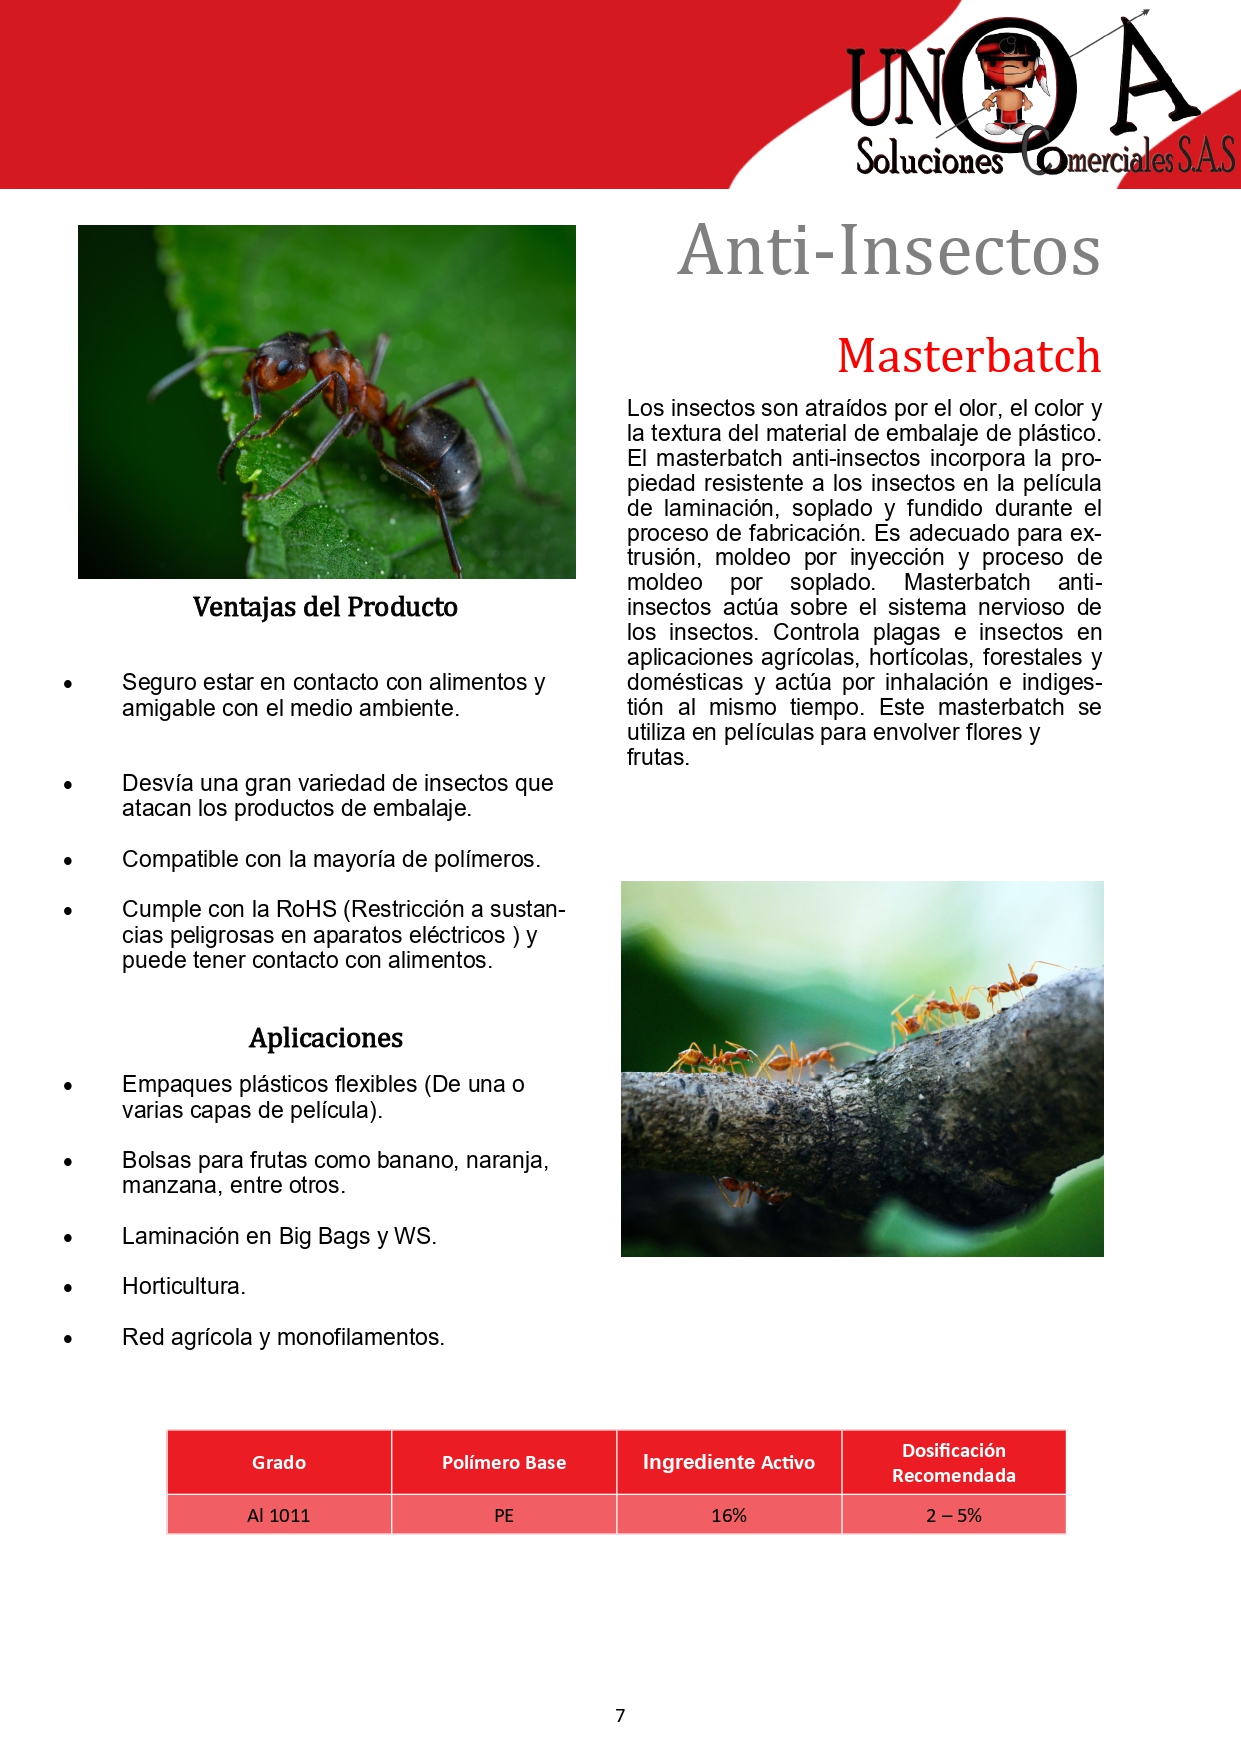 UNOA
Soluciones Comerciales S.A.S
Anti-Insectos
Masterbatch
Los insectos son atraídos por el olor, el color y
la textura del material de embalaje de plástico.
El masterbatch anti-insectos incorpora la pro-
piedad resistente a los insectos en la película
de laminación, soplado y fundido durante el
proceso de fabricación. Es adecuado para ex-
trusión, moldeo por inyección y proceso de
moldeo por soplado. Masterbatch anti-
insectos actúa sobre el sistema nervioso de
los insectos. Controla plagas e insectos en
aplicaciones agrícolas, hortícolas, forestales y
domésticas y actúa por inhalación e indiges-
tión al mismo tiempo. Este masterbatch se
utiliza en películas para envolver flores y
frutas.
Ventajas del Producto
• Seguro estar en contacto con alimentos y
amigable con el medio ambiente.
• Desvía una gran variedad de insectos que
atacan los productos de embalaje.
• Compatible con la mayoría de polímeros.
• Cumple con la RoHS (Restricción a sustan-
cias peligrosas en aparatos eléctricos ) y
puede tener contacto con alimentos.
Aplicaciones
• Empaques plásticos flexibles (De una o
varias capas de película).
• Bolsas para frutas como banano, naranja,
manzana, entre otros.
• Laminación en Big Bags y WS.
• Horticultura.
• Red agrícola y monofilamentos.
Grado Polímero Base Ingrediente Activo Dosificación
Recomendada
Al 1011 PE 16% 2 – 5%
7